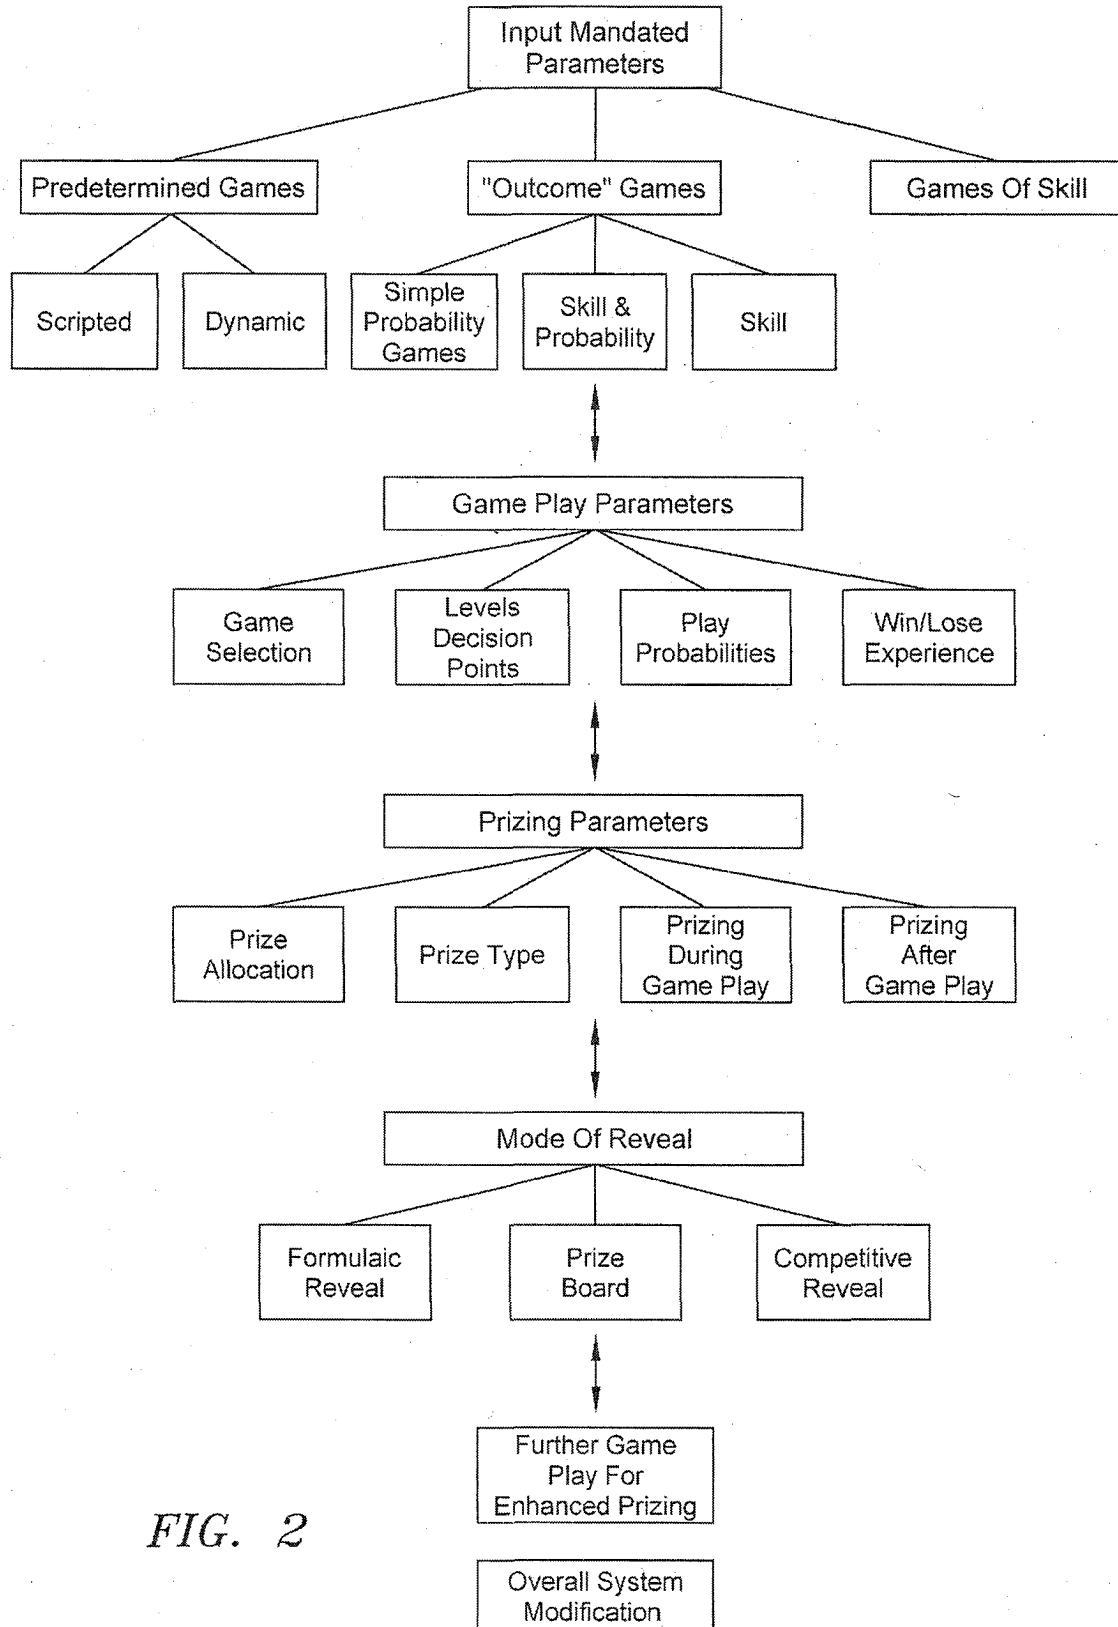 Input Mandated
Parameters
Predetermined Games
"Outcome" Games
Games Of Skill
Scripted
Dynamic
Simple
Probability
Games
Skill &
Probability
Skill
Game Play Parameters
Game
Selection
Levels
Decision
Points
Play
Probabilities
Win/Lose
Experience
Prizing Parameters
Prize
Allocation
Prize Type
Prizing
During
Game Play
Prizing
After
Game Play
Mode Of Reveal
Formulaic
Reveal
Prize
Board
Competitive
Reveal
Further Game
Play For
Enhanced Prizing
FIG. 2
Overall System
Modification